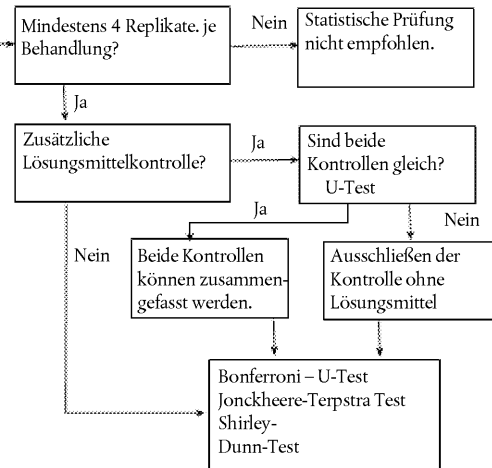 Mindestens 4 Replikate. je
Behandlung?
Nein
Statistische Prüfung
nicht empfohlen.
Ja
Zusätzliche
Lösungsmittelkontrolle?
Ja
Sind beide
Kontrollen gleich?
U-Test
Ja
Nein
Nein
Beide Kontrollen
können zusammen-
gefasst werden.
Ausschließen der
Kontrolle ohne
Lösungsmittel
Bonferroni – U-Test
Jonckheere-Terpstra Test
Shirley-
Dunn-Test